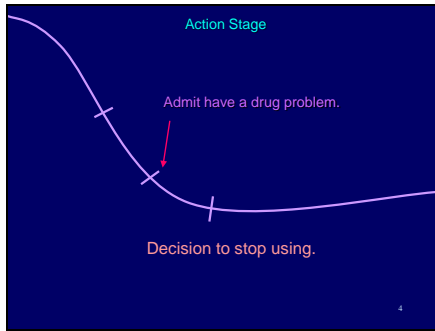 Action Stage
Admit have a drug problem.
Decision to stop using.
4